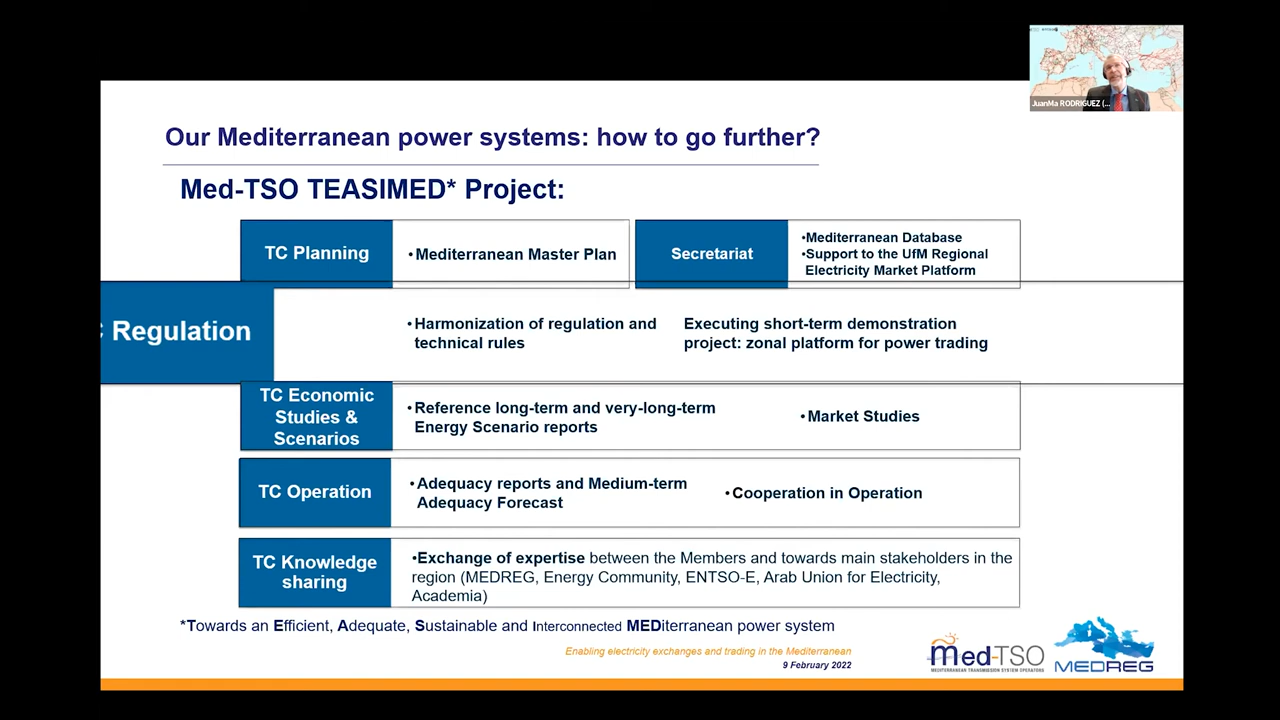 JuanMa RODRIGUEZ (...
Our Mediterranean power systems: how to go further?
Med-TSO TEASIMED* Project:
TC Planning
•Mediterranean Master Plan
Secretariat
•Mediterranean Database
•Support to the UfM Regional
Electricity Market Platform
Regulation
•Harmonization of regulation and
technical rules
Executing short-term demonstration
project: zonal platform for power trading
TC Economic
Studies &
Scenarios
•Reference long-term and very-long-term
Energy Scenario reports
•Market Studies
TC Operation
•Adequacy reports and Medium-term
Adequacy Forecast
•Cooperation in Operation
TC Knowledge
sharing
•Exchange of expertise between the Members and towards main stakeholders in the
region (MEDREG, Energy Community, ENTSO-E, Arab Union for Electricity,
Academia)
*Towards an Efficient, Adequate, Sustainable and Interconnected MEDiterranean power system
Enabling electricity exchanges and trading in the Mediterranean
9 February 2022
Med-TSO
MEDITERRANEAN TRANSMISSION SYSTEM OPERATORS
MEDREG